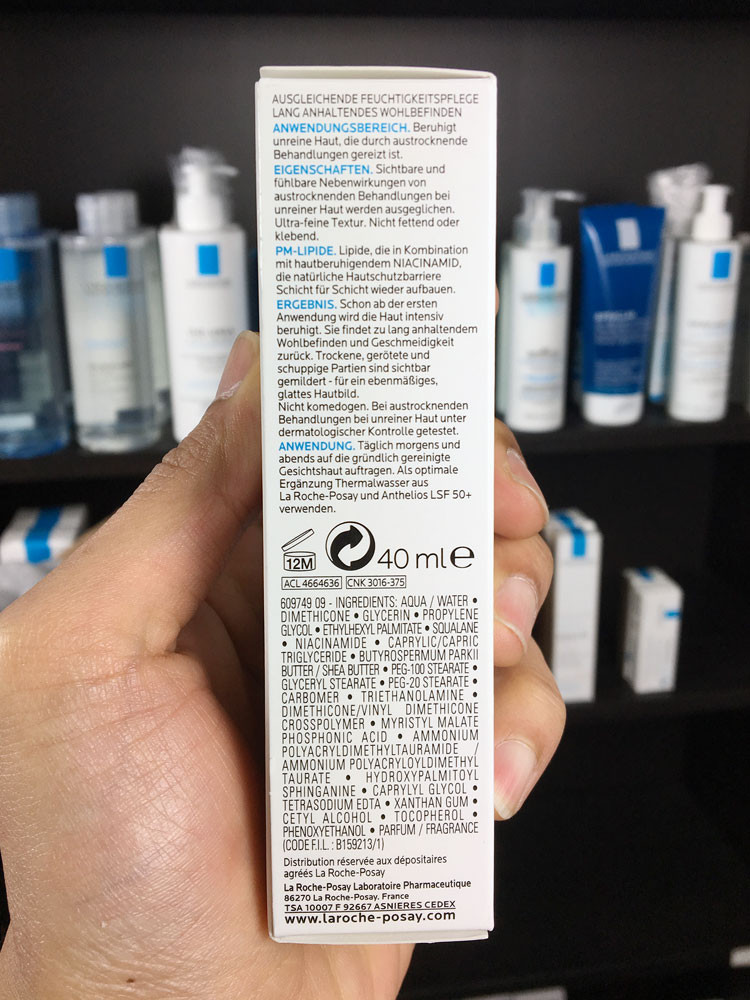 AUSGLEICHENDE FEUCHTIGKEITSPFLEGE
LANG ANHALTENDES WOHLBEFINDEN
ANWENDUNGSBEREICH. Beruhigt
unreine Haut, die durch austrocknende
Behandlungen gereizt ist.
EIGENSCHAFTEN. Sichtbare und
fühlbare Nebenwirkungen von
austrocknenden Behandlungen bei
unreiner Haut werden ausgeglichen.
Ultra-feine Textur. Nicht fettend oder
klebend.
PM-LIPIDE. Lipide, die in Kombination
mit hautberuhigendem NIACINAMID,
die natürliche Hautschutzbarriere
Schicht für Schicht wieder aufbauen.
ERGEBNIS. Schon ab der ersten
Anwendung wird die Haut intensiv
beruhigt. Sie findet zu lang anhaltendem
Wohlbefinden und Geschmeidigkeit
zurück. Trockene, gerötete und
schuppige Partien sind sichtbar
gemildert - für ein ebenmäßiges,
glattes Hautbild.
Nicht komedogen. Bei austrocknenden
Behandlungen bei unreiner Haut unter
dermatologischer Kontrolle getestet.
ANWENDUNG. Täglich morgens und
abends auf die gründlich gereinigte
Gesichtshaut auftragen. Als optimale
Ergänzung Thermalwasser aus
La Roche-Posay und Anthelios LSF 50+
verwenden.
12M 40 ml e
ACL 4664636 CNK 3016-375
609749 09 - INGREDIENTS: AQUA / WATER •
DIMETHICONE • GLYCERIN • PROPYLENE
GLYCOL • ETHYLHEXYL PALMITATE • SQUALANE
• NIACINAMIDE • CAPRYLIC/CAPRIC
TRIGLYCERIDE • BUTYROSPERMUM PARKII
BUTTER / SHEA BUTTER • PEG-100 STEARATE •
GLYCERYL STEARATE • PEG-20 STEARATE •
CARBOMER • TRIETHANOLAMINE •
DIMETHICONE/VINYL DIMETHICONE
CROSSPOLYMER • MYRISTYL MALATE
PHOSPHONIC ACID • AMMONIUM
POLYACRYLDIMETHYLTAURAMIDE /
AMMONIUM POLYACRYLOYLDIMETHYL
TAURATE • HYDROXYPALMITOYL
SPHINGANINE • CAPRYLYL GLYCOL •
TETRASODIUM EDTA • XANTHAN GUM •
CETYL ALCOHOL • TOCOPHEROL •
PHENOXYETHANOL • PARFUM / FRAGRANCE
(CODE F.I.L. : B159213/1)
Distribution réservée aux dépositaires
agréés La Roche-Posay
La Roche-Posay Laboratoire Pharmaceutique
86270 La Roche-Posay. France
TSA 10007 F 92667 ASNIERES CEDEX
www.laroche-posay.com